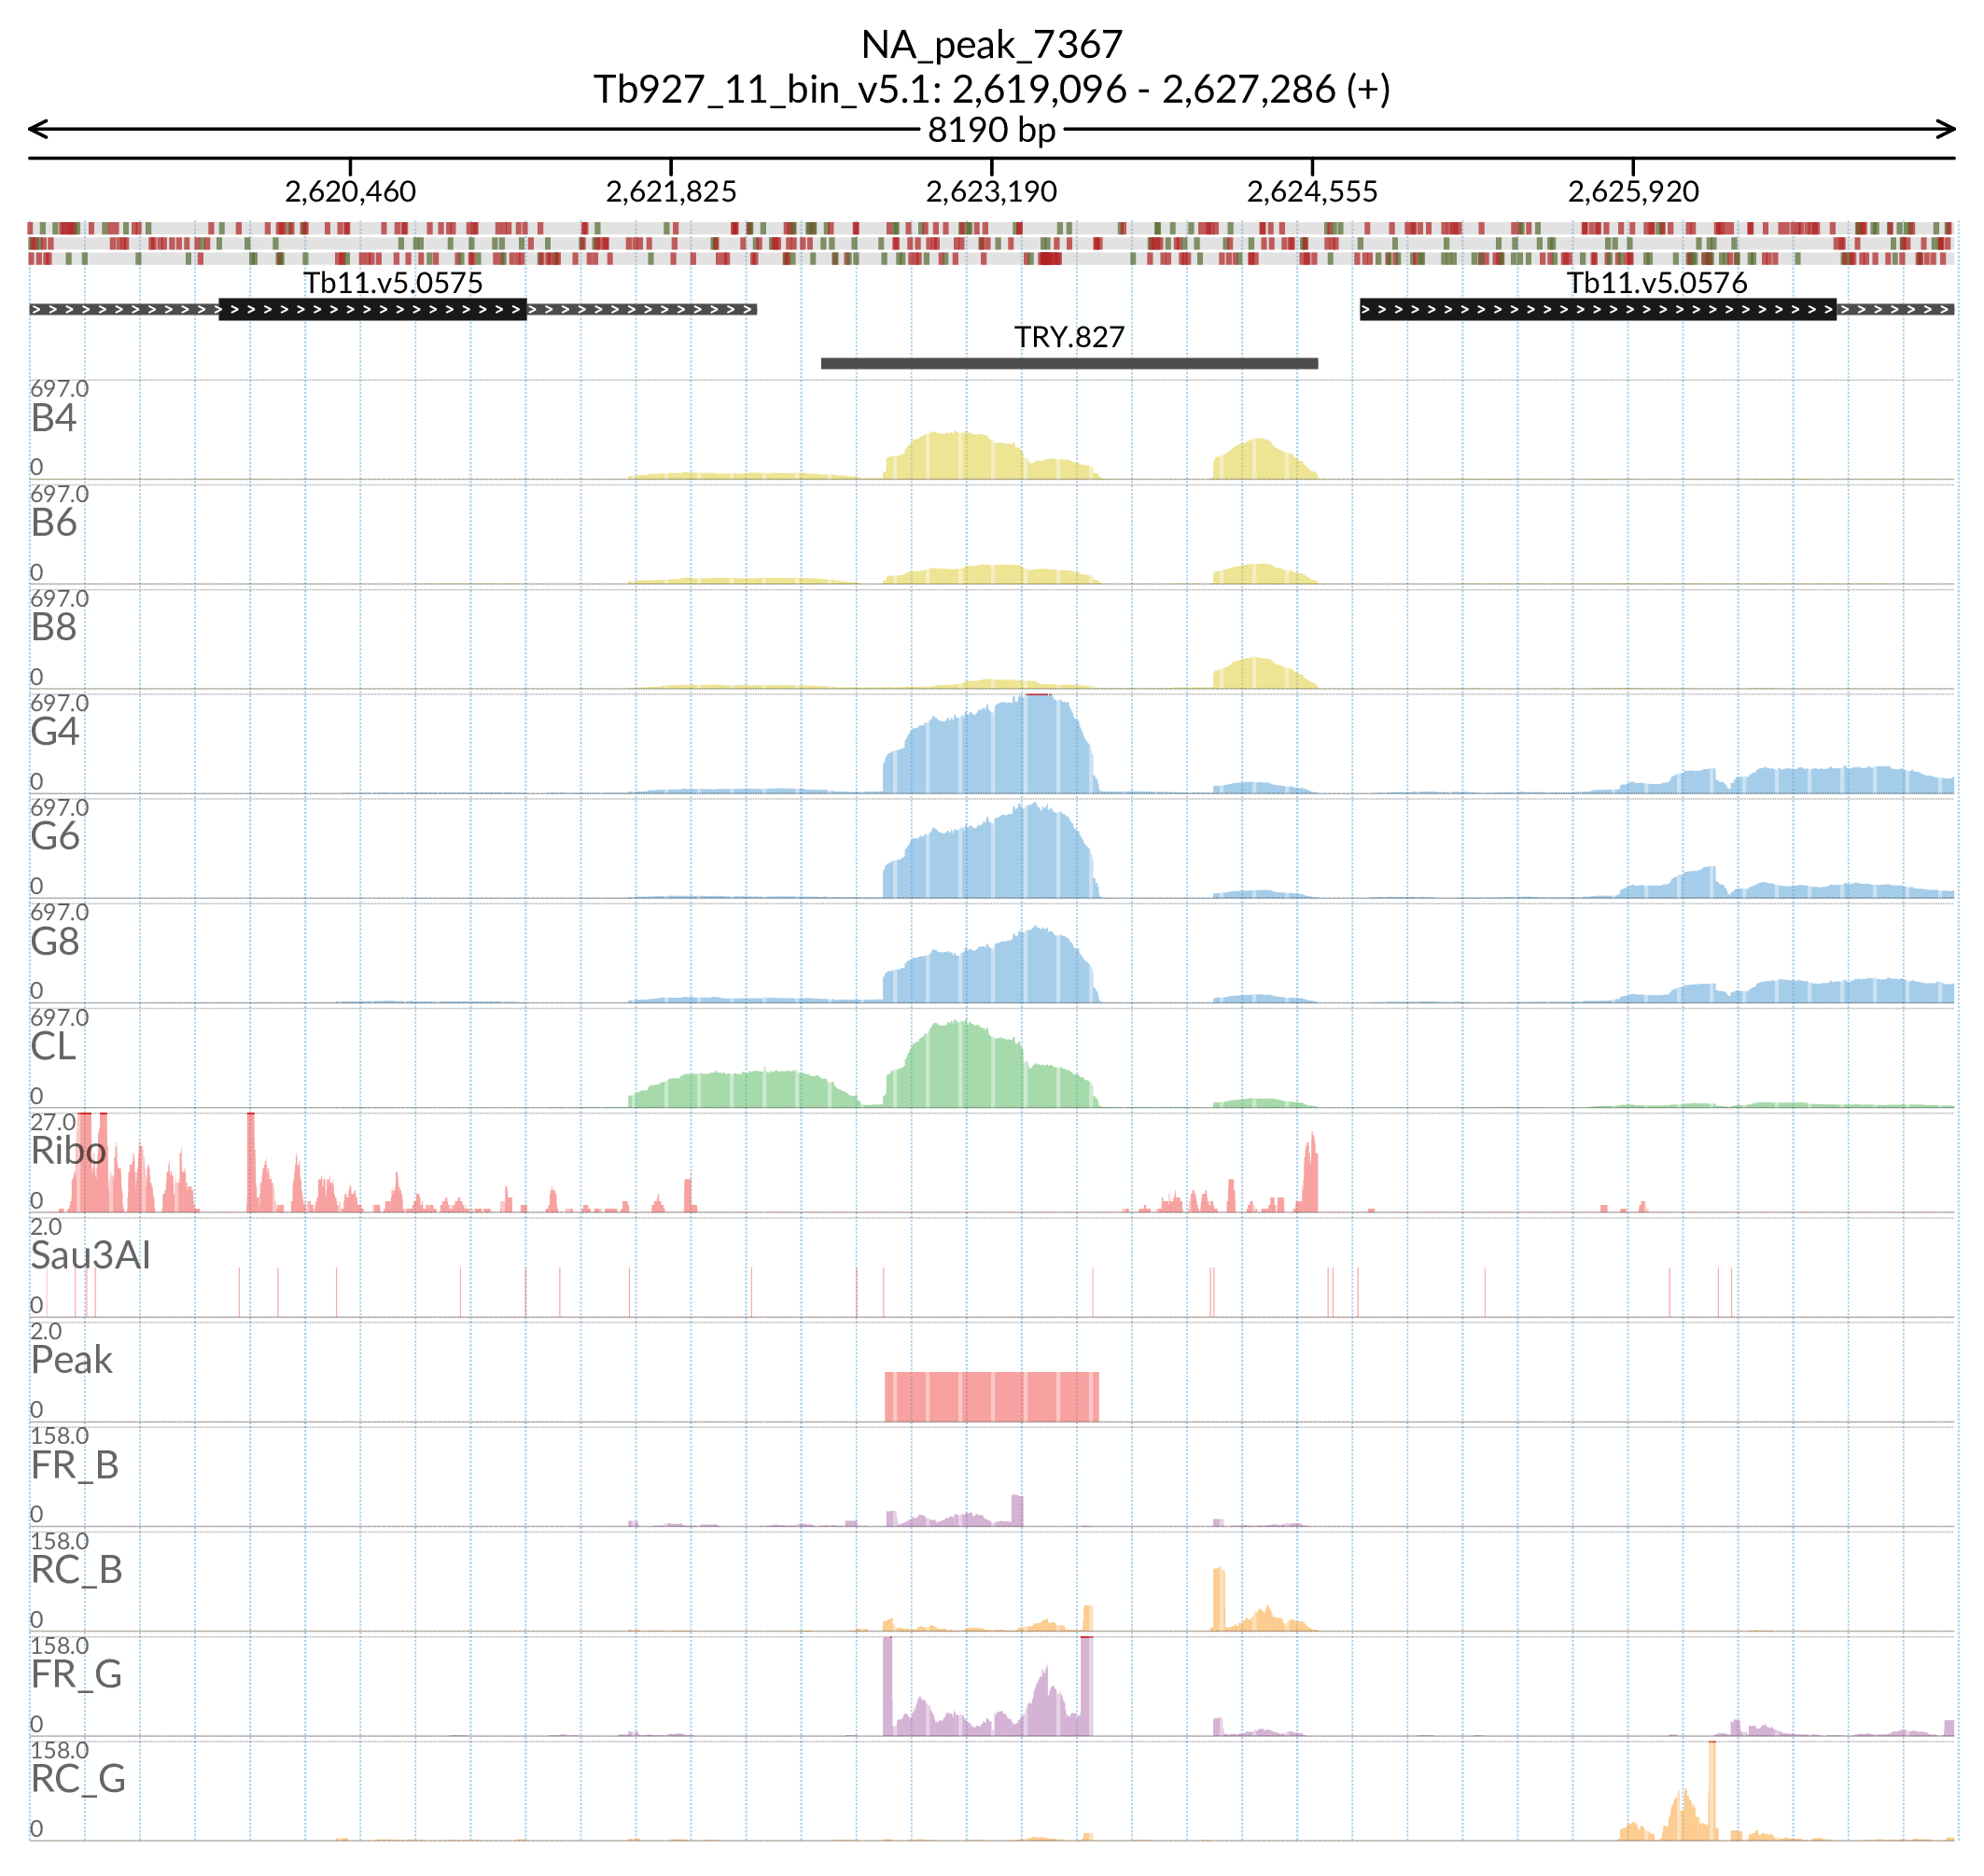 NA_peak_7367
Tb927_11_bin_v5.1: 2,619,096 - 2,627,286 (+)
8190 bp
2,620,460 2,621,825 2,623,190 2,624,555 2,625,920
Tb11.v5.0575 Tb11.v5.0576
TRY.827
697.0
B4
0
697.0
B6
0
697.0
B8
0
697.0
G4
0
697.0
G6
0
697.0
G8
0
697.0
CL
0
27.0
Ribo
0
2.0
Sau3AI
0
2.0
Peak
0
158.0
FR_B
0
158.0
RC_B
0
158.0
FR_G
0
158.0
RC_G
0